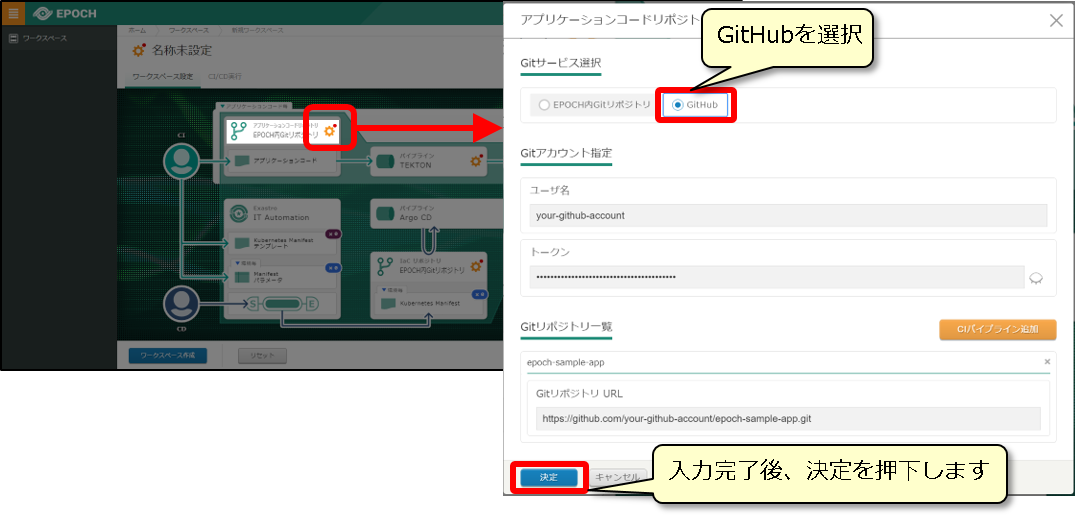 EPOCH
ワークスペース
ホーム ワークスペース 新規ワークスペース
名称未設定
ワークスペース設定 CI/CD実行
▼アプリケーションコード毎
CI
アプリケーションコードリポジトリ
EPOCH内Gitリポジトリ
アプリケーションコード
パイプライン
TEKTON
Exastro
IT Automation
Kubernetes Manifest
テンプレート
x 0
▼環境毎
Manifest
パラメータ
x 0
パイプライン
Argo CD
IaC リポジトリ
EPOCH内Gitリポジトリ
▼環境毎
Kubernetes Manifest
x 0
S E
CD
ワークスペース作成
リセット
アプリケーションコードリポジト
GitHubを選択
Gitサービス選択
EPOCH内Gitリポジトリ
GitHub
Gitアカウント指定
ユーザ名
your-github-account
トークン
Gitリポジトリ一覧
CIパイプライン追加
epoch-sample-app ×
Gitリポジトリ URL
https://github.com/your-github-account/epoch-sample-app.git
決定
キャンセル
入力完了後、決定を押下します